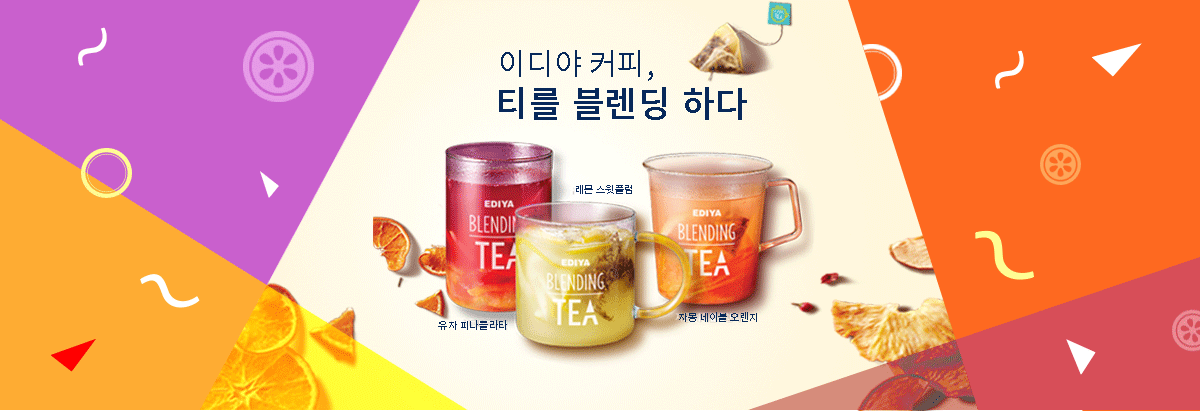 이디야 커피,
티를 블렌딩 하다
레몬 스윗플럼
EDIYA
BLENDING
TEA
EDIYA
BLENDING
TEA
EDIYA
BLENDING
TEA
유자 피나콜라타
자몽 네이블 오렌지